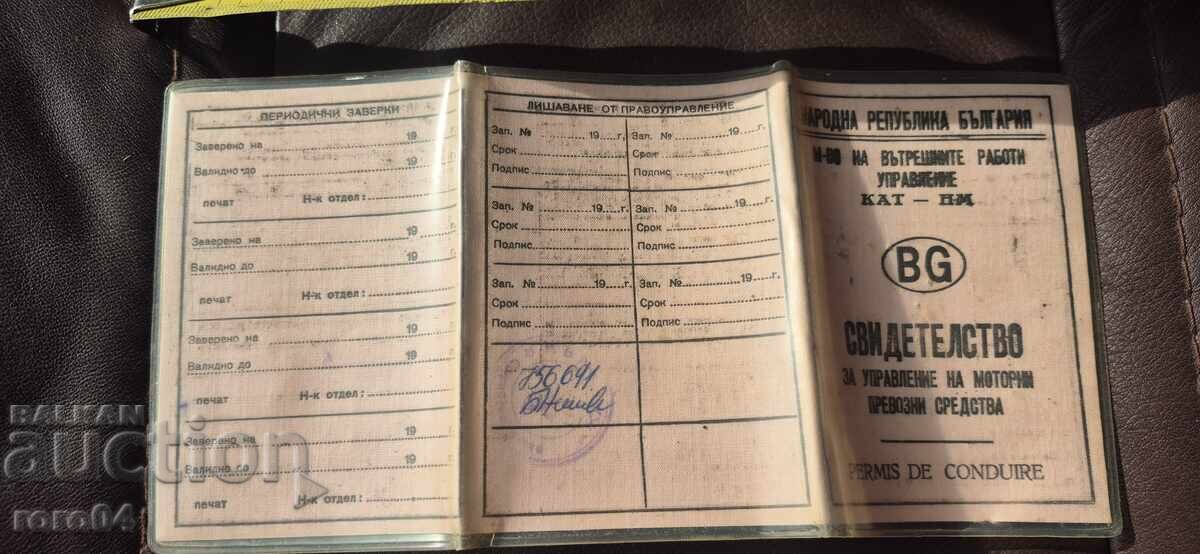 ПЕРИОДИЧНИ ЗАВЕРКИ
Заверено на 19 г.
Валидно до 19
печат Н-к отдел:
Заверено на 19 г.
Валидно до 19
печат Н-к отдел:
Заверено на 19 г.
Валидно до 19
печат Н-к отдел:
Заверено на 19 г.
Валидно до 19
печат Н-к отдел:
ЛИШАВАНЕ ОТ ПРАВОУПРАВЛЕНИЕ
Зап. № 19 г. Зап. № 19 г.
Срок Срок
Подпис Подпис
Зап. № 19 г. Зап. № 19 г.
Срок Срок
Подпис Подпис
Зап. № 19 г. Зап. № 19 г.
Срок Срок
Подпис Подпис
756091
НАРОДНА РЕПУБЛИКА БЪЛГАРИЯ
М-ВО НА ВЪТРЕШНИТЕ РАБОТИ
УПРАВЛЕНИЕ
КАТ — НМ
BG
СВИДЕТЕЛСТВО
ЗА УПРАВЛЕНИЕ НА МОТОРНИ
ПРЕВОЗНИ СРЕДСТВА
PERMIS DE CONDUIRE
BALKAN
auction
roro04